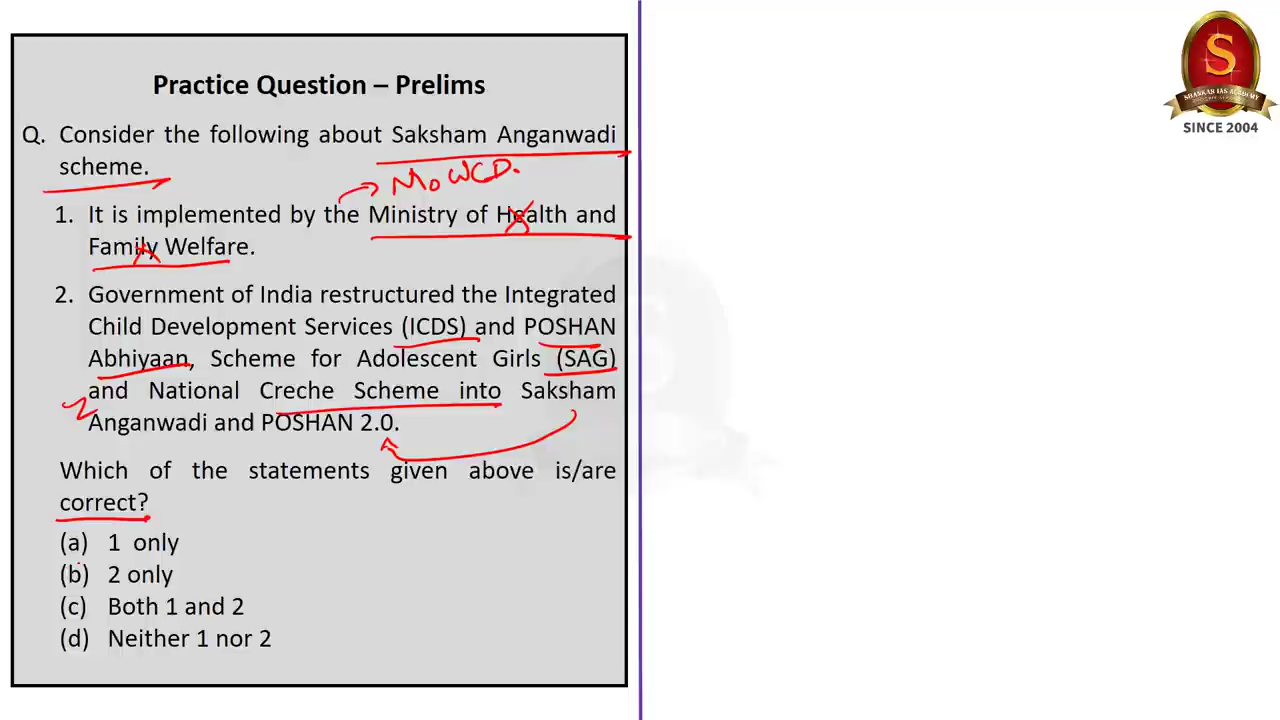 Practice Question – Prelims
Q. Consider the following about Saksham Anganwadi
scheme.
MoWCD.
1. It is implemented by the Ministry of Health and
Family Welfare.
2. Government of India restructured the Integrated
Child Development Services (ICDS) and POSHAN
Abhiyaan, Scheme for Adolescent Girls (SAG)
and National Creche Scheme into Saksham
Anganwadi and POSHAN 2.0.
Which of the statements given above is/are
correct?
(a) 1 only
(b) 2 only
(c) Both 1 and 2
(d) Neither 1 nor 2
S
SHANKAR IAS ACADEMY
SINCE 2004